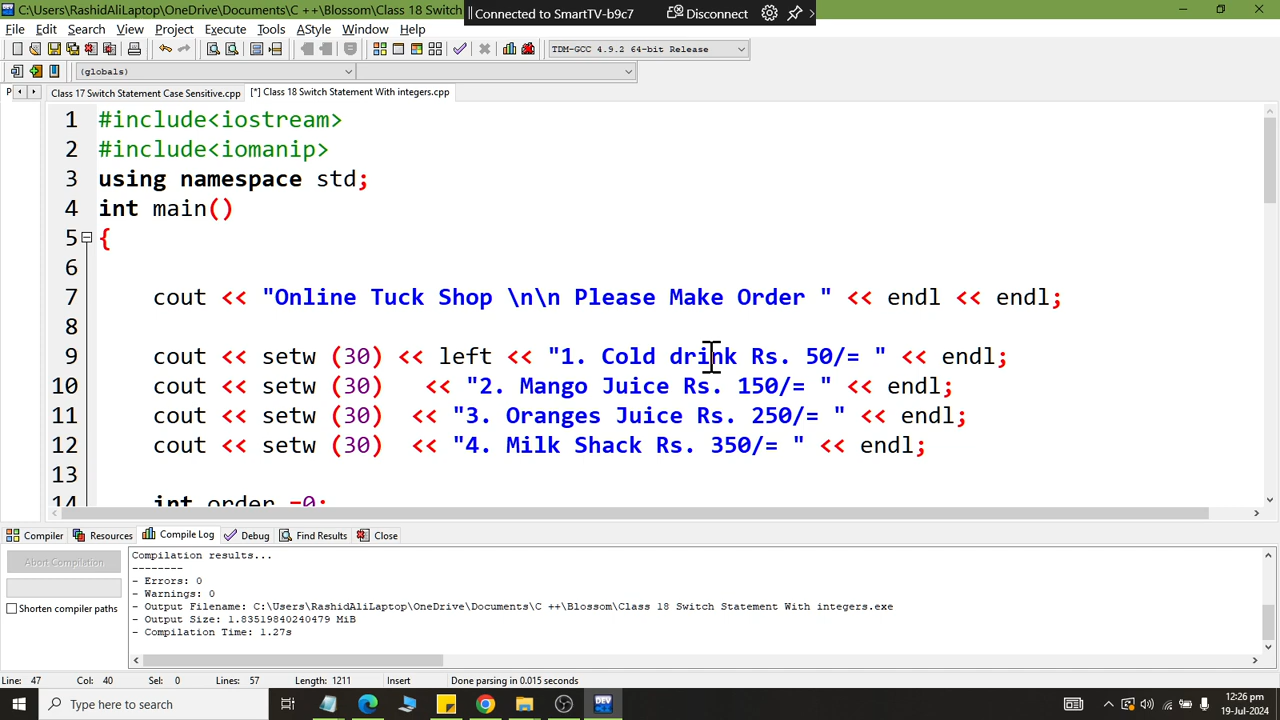 C:\Users\RashidAliLaptop\OneDrive\Documents\C ++\Blossom\Class 18 Switch
Connected to SmartTV-b9c7
Disconnect
File Edit Search View Project Execute Tools AStyle Window Help
TDM-GCC 4.9.2 64-bit Release
(globals)
P
Class 17 Switch Statement Case Sensitive.cpp
[*] Class 18 Switch Statement With integers.cpp
1 #include<iostream>
2 #include<iomanip>
3 using namespace std;
4 int main()
5 {
6
7 cout << "Online Tuck Shop \n\n Please Make Order " << endl << endl;
8
9 cout << setw (30) << left << "1. Cold drink Rs. 50/= " << endl;
10 cout << setw (30) << "2. Mango Juice Rs. 150/= " << endl;
11 cout << setw (30) << "3. Oranges Juice Rs. 250/= " << endl;
12 cout << setw (30) << "4. Milk Shack Rs. 350/= " << endl;
13
14 int order =0;
Compiler Resources Compile Log Debug Find Results Close
Abort Compilation
Shorten compiler paths
Compilation results...
--------
- Errors: 0
- Warnings: 0
- Output Filename: C:\Users\RashidAliLaptop\OneDrive\Documents\C ++\Blossom\Class 18 Switch Statement With integers.exe
- Output Size: 1.83519840240479 MiB
- Compilation Time: 1.27s
Line: 47 Col: 40 Sel: 0 Lines: 57 Length: 1211 Insert Done parsing in 0.015 seconds
Type here to search
DEV
12:26 pm
19-Jul-2024